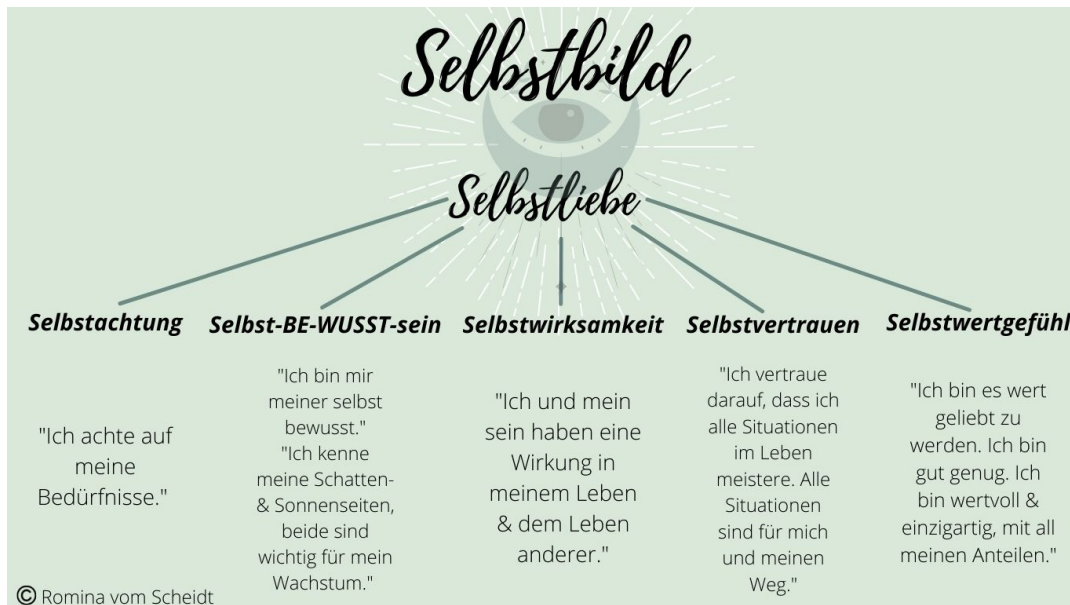 Selbstbild
Selbstliebe
Selbstachtung
"Ich achte auf
meine
Bedürfnisse."
Selbst-BE-WUSST-sein
"Ich bin mir
meiner selbst
bewusst."
"Ich kenne
meine Schatten-
& Sonnenseiten,
beide sind
wichtig für mein
Wachstum."
Selbstwirksamkeit
"Ich und mein
sein haben eine
Wirkung in
meinem Leben
& dem Leben
anderer."
Selbstvertrauen
"Ich vertraue
darauf, dass ich
alle Situationen
im Leben
meistere. Alle
Situationen
sind für mich
und meinen
Weg."
Selbstwertgefühl
"Ich bin es wert
geliebt zu
werden. Ich bin
gut genug. Ich
bin wertvoll &
einzigartig, mit all
meinen Anteilen."
© Romina vom Scheidt